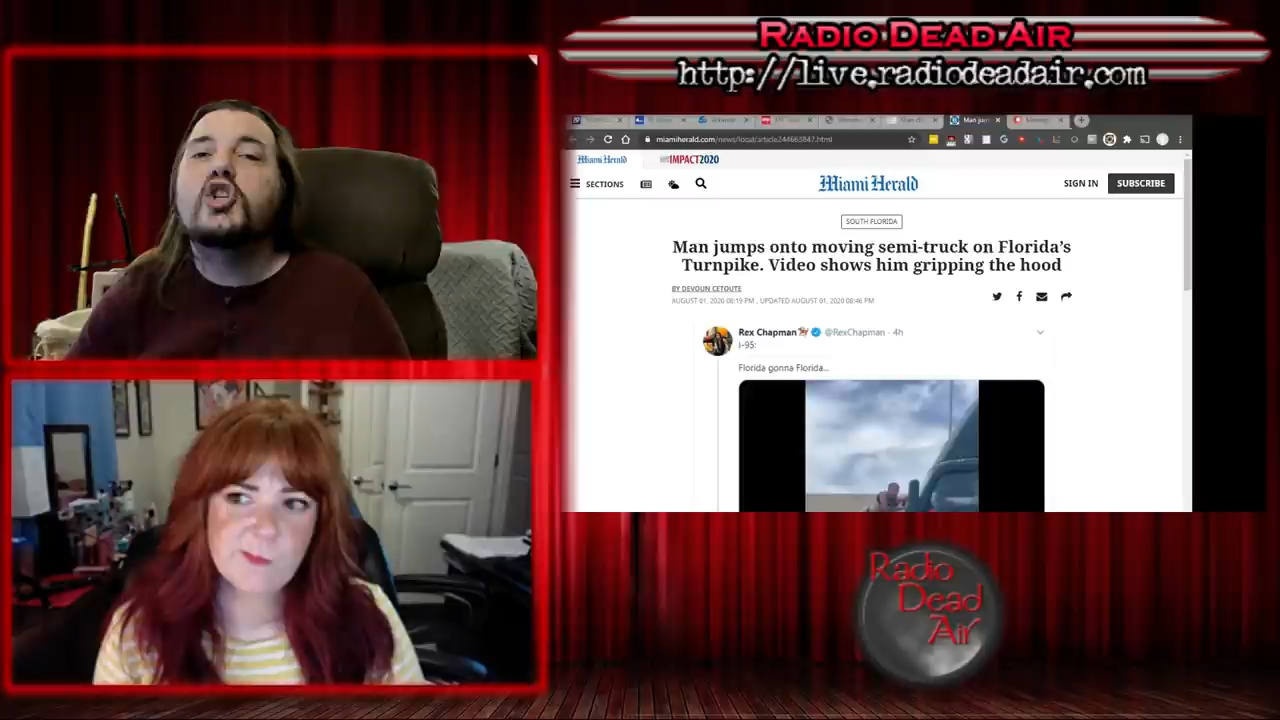 RADIO DEAD AIR
http://live.radiodeadair.com
Man jum
miamiherald.com/news/local/article244663847.html
Miami Herald
IMPACT2020
SECTIONS
Miami Herald
SIGN IN
SUBSCRIBE
SOUTH FLORIDA
Man jumps onto moving semi-truck on Florida's
Turnpike. Video shows him gripping the hood
BY DEVOUN CETOUTE
AUGUST 01, 2020 08:19 PM, UPDATED AUGUST 01, 2020 08:46 PM
Rex Chapman @RexChapman · 4h
I-95:
Florida gonna Florida...
Radio
Dead
Air